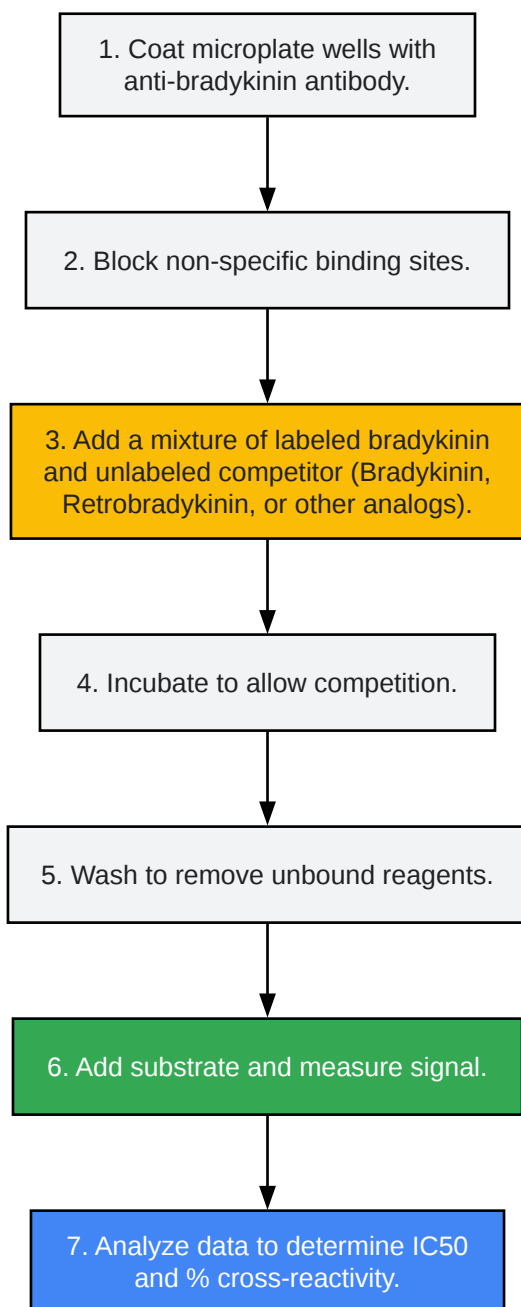 1. Coat microplate wells with
anti-bradykinin antibody.
2. Block non-specific binding sites.
3. Add a mixture of labeled bradykinin
and unlabeled competitor (Bradykinin,
Retrobradykinin, or other analogs).
4. Incubate to allow competition.
5. Wash to remove unbound reagents.
6. Add substrate and measure signal.
7. Analyze data to determine IC50
and % cross-reactivity.